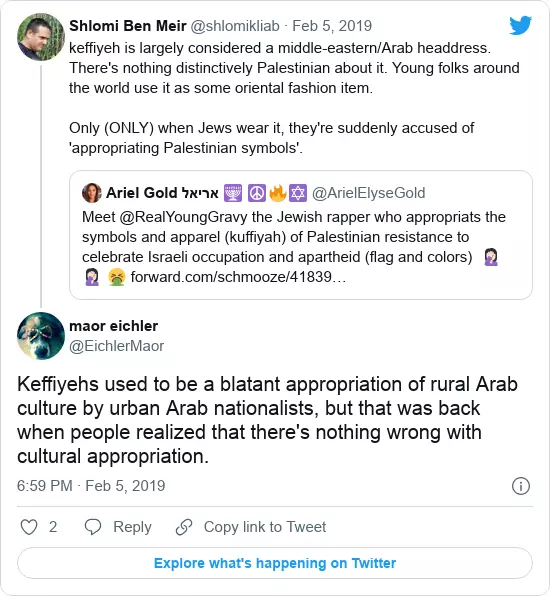 Shlomi Ben Meir @shlomikliab · Feb 5, 2019
keffiyeh is largely considered a middle-eastern/Arab headdress.
There's nothing distinctively Palestinian about it. Young folks around
the world use it as some oriental fashion item.
Only (ONLY) when Jews wear it, they're suddenly accused of
'appropriating Palestinian symbols'.
Ariel Gold אריאל 🕎 ☮️🔥✡️ @ArielElyseGold
Meet @RealYoungGravy the Jewish rapper who appropriats the
symbols and apparel (kuffiyah) of Palestinian resistance to
celebrate Israeli occupation and apartheid (flag and colors) 🤦🏻‍♀️
🤦🏻‍♀️ 🤮 forward.com/schmooze/41839…
maor eichler
@EichlerMaor
Keffiyehs used to be a blatant appropriation of rural Arab
culture by urban Arab nationalists, but that was back
when people realized that there's nothing wrong with
cultural appropriation.
6:59 PM · Feb 5, 2019
2 Reply Copy link to Tweet
Explore what's happening on Twitter